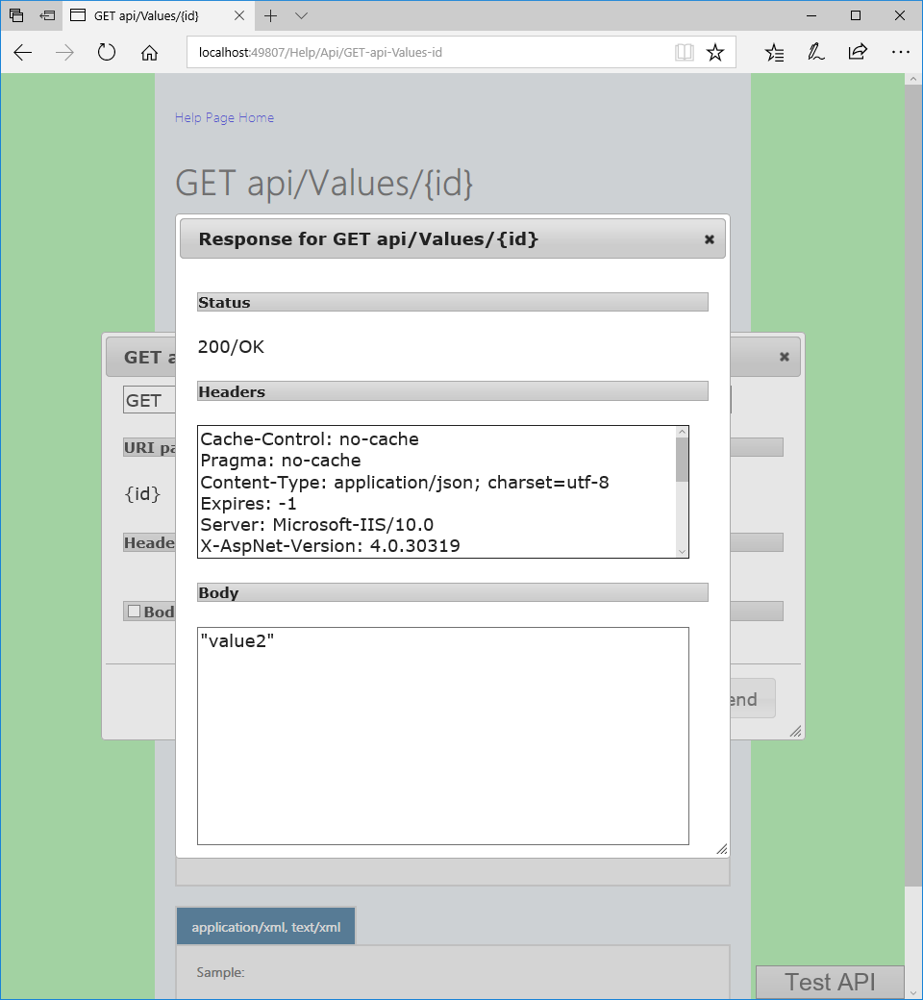 GET api/Values/{id}
localhost:49807/Help/Api/GET-api-Values-id
Help Page Home
GET api/Values/{id}
Response for GET api/Values/{id}
Status
200/OK
Headers
Cache-Control: no-cache
Pragma: no-cache
Content-Type: application/json; charset=utf-8
Expires: -1
Server: Microsoft-IIS/10.0
X-AspNet-Version: 4.0.30319
Body
"value2"
GET a
GET
URI pa
{id}
Heade
Bod
end
application/xml, text/xml
Sample:
Test API